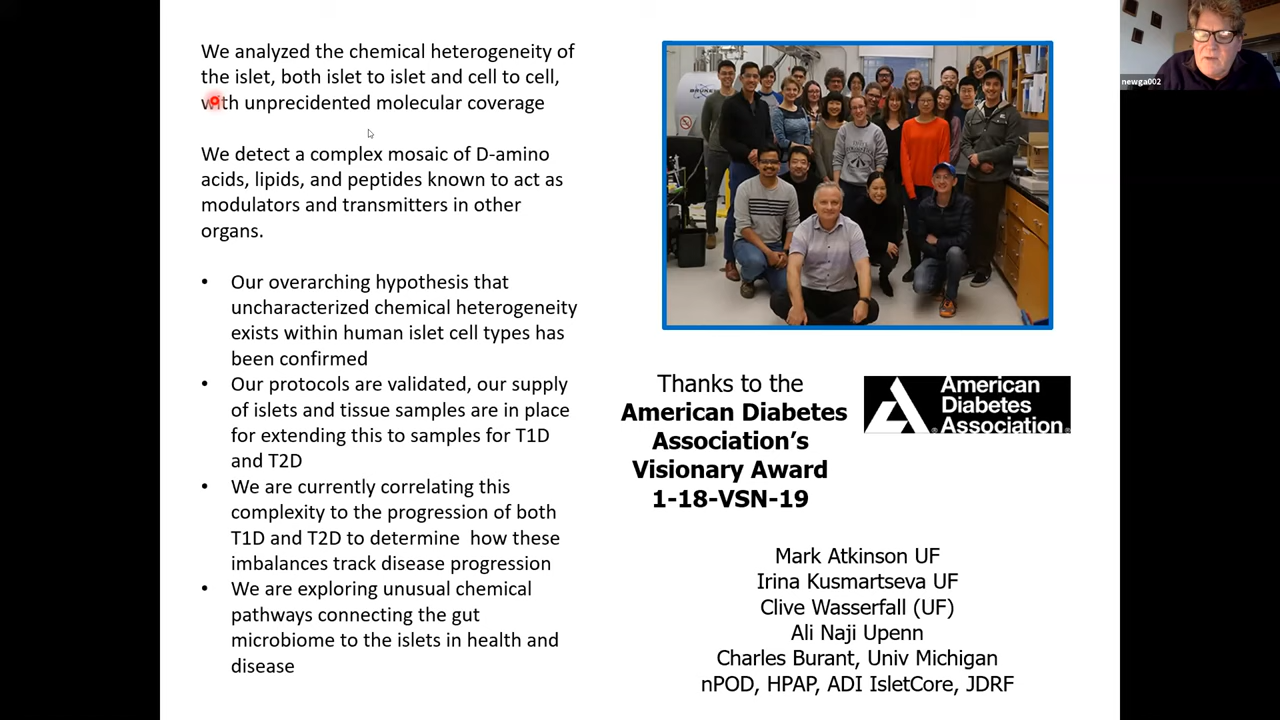 We analyzed the chemical heterogeneity of
the islet, both islet to islet and cell to cell,
with unprecidented molecular coverage
We detect a complex mosaic of D-amino
acids, lipids, and peptides known to act as
modulators and transmitters in other
organs.
• Our overarching hypothesis that
uncharacterized chemical heterogeneity
exists within human islet cell types has
been confirmed
• Our protocols are validated, our supply
of islets and tissue samples are in place
for extending this to samples for T1D
and T2D
• We are currently correlating this
complexity to the progression of both
T1D and T2D to determine how these
imbalances track disease progression
• We are exploring unusual chemical
pathways connecting the gut
microbiome to the islets in health and
disease
BRUKER
Thanks to the
American Diabetes
Association's
Visionary Award
1-18-VSN-19
American
Diabetes
Association®
Mark Atkinson UF
Irina Kusmartseva UF
Clive Wasserfall (UF)
Ali Naji Upenn
Charles Burant, Univ Michigan
nPOD, HPAP, ADI IsletCore, JDRF
newga002